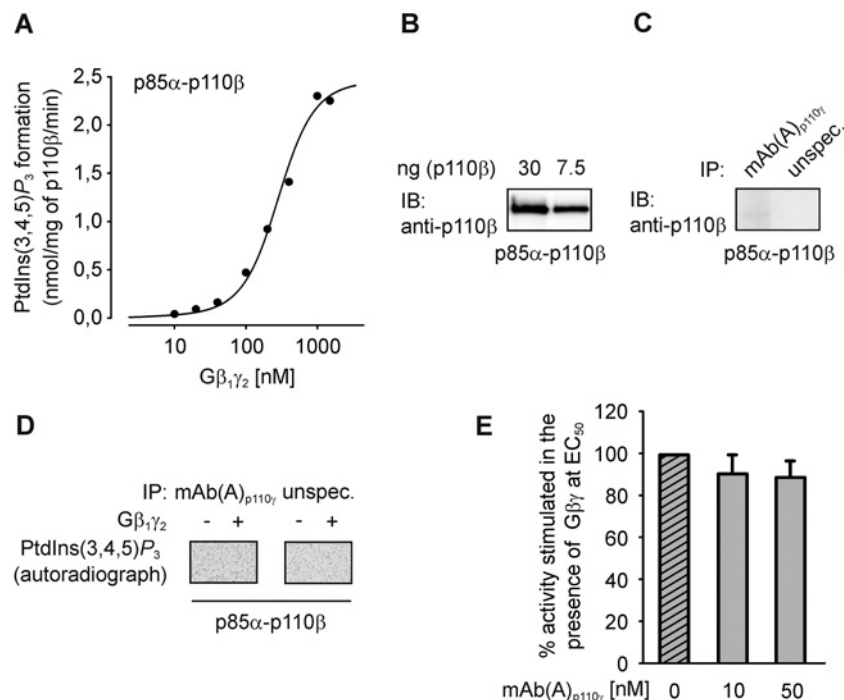 A
PtdIns(3,4,5)P₃ formation
(nmol/mg of p110β/min)
p85α-p110β
2,5
2,0
1,5
1,0
0,5
0,0
10 100 1000
Gβ₁γ₂ [nM]
B
ng (p110β) 30 7.5
IB:
anti-p110β
p85α-p110β
C
IP: mAb(A)p110γ unspec.
IB:
anti-p110β
p85α-p110β
D
IP: mAb(A)p110γ unspec.
Gβ₁γ₂ - + - +
PtdIns(3,4,5)P₃
(autoradiograph)
p85α-p110β
E
% activity stimulated in the
presence of Gβγ at EC₅₀
120
100
80
60
40
20
0
mAb(A)p110γ [nM] 0 10 50